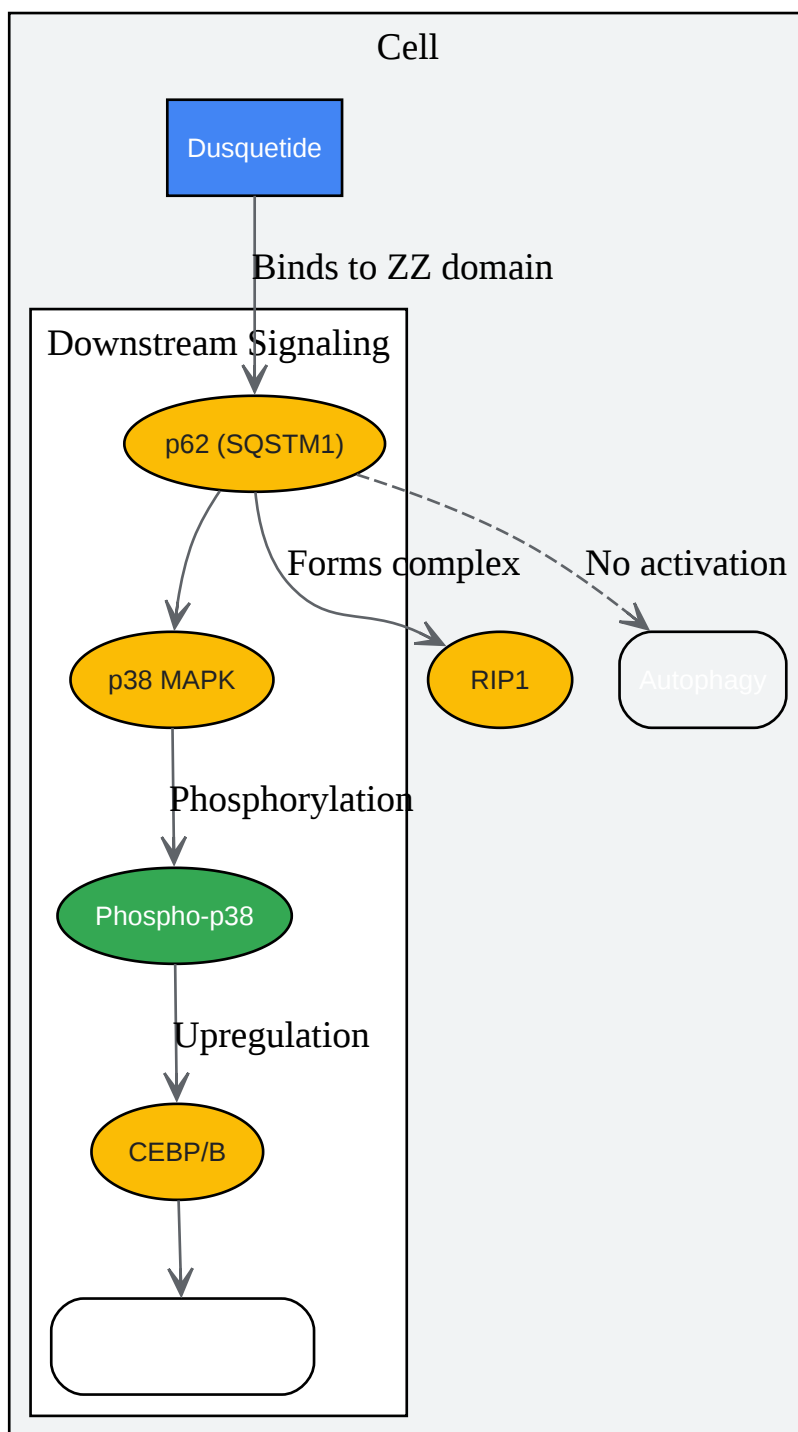 Cell
Dusquetide
Binds to ZZ domain
Downstream Signaling
p62 (SQSTM1)
Forms complex
No activation
p38 MAPK
RIP1
Autophagy
Phosphorylation
Phospho-p38
Upregulation
CEBP/B